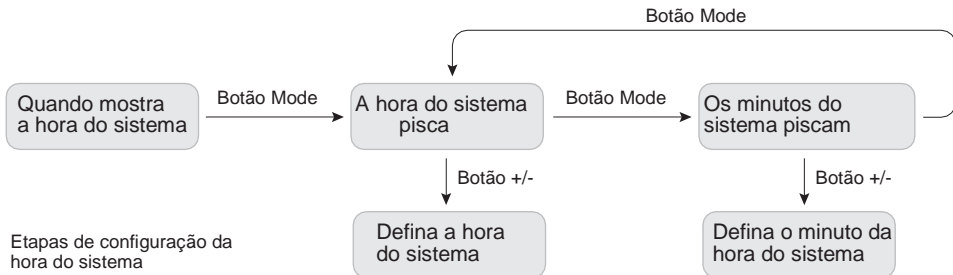 Botão Mode
Quando mostra
a hora do sistema
Botão Mode
A hora do sistema
pisca
Botão Mode
Os minutos do
sistema piscam
Botão +/-
Botão +/-
Defina a hora
do sistema
Defina o minuto da
hora do sistema
Etapas de configuração da
hora do sistema